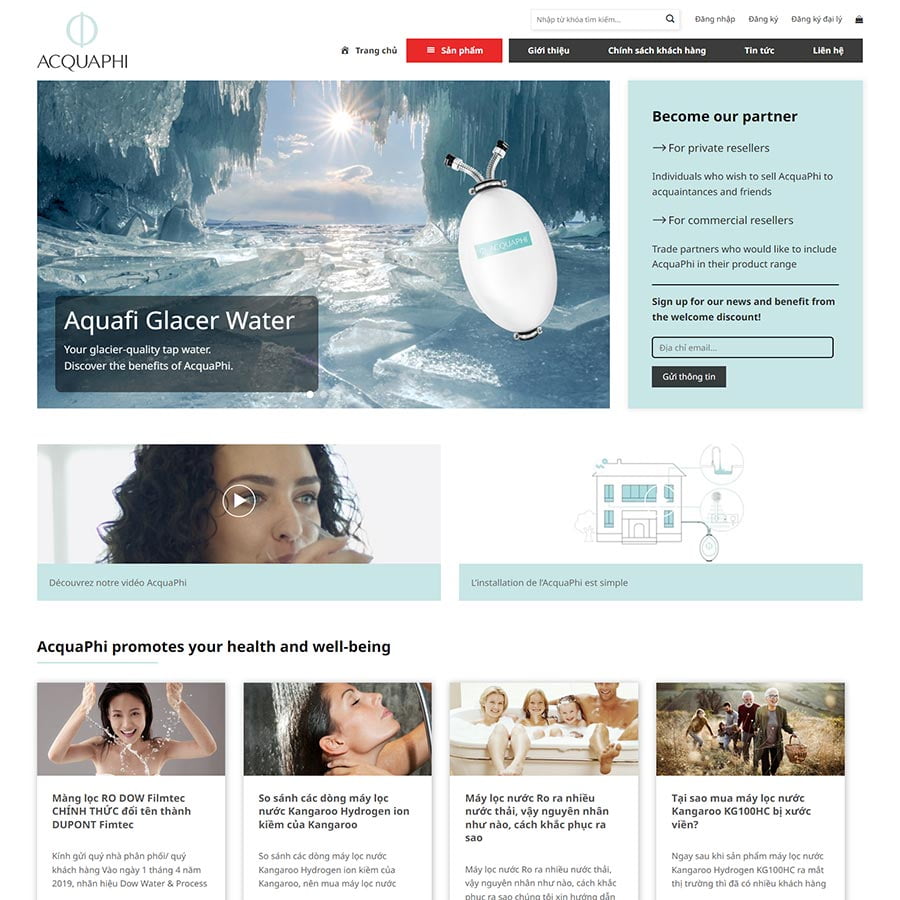 Nhập từ khóa tìm kiếm...
Đăng nhập
Đăng ký
Đăng ký đại lý
ACQUAPHI
Trang chủ
Sản phẩm
Giới thiệu
Chính sách khách hàng
Tin tức
Liên hệ
ACQUAPHI
Aquafi Glacer Water
Your glacier-quality tap water.
Discover the benefits of AcquaPhi.
Become our partner
→For private resellers
Individuals who wish to sell AcquaPhi to
acquaintances and friends
→For commercial resellers
Trade partners who would like to include
AcquaPhi in their product range
Sign up for our news and benefit from
the welcome discount!
Địa chỉ email...
Gửi thông tin
Découvrez notre vidéo AcquaPhi
L’installation de l’AcquaPhi est simple
AcquaPhi promotes your health and well-being
Màng lọc RO DOW Filmtec
CHÍNH THỨC đổi tên thành
DUPONT Fimtec
Kính gửi quý nhà phân phối/ quý
khách hàng Vào ngày 1 tháng 4 năm
2019, nhãn hiệu Dow Water & Process
So sánh các dòng máy lọc
nước Kangaroo Hydrogen ion
kiềm của Kangaroo
So sánh các dòng máy lọc nước
Kangaroo Hydrogen ion kiềm của
Kangaroo, nên mua máy lọc nước
Máy lọc nước Ro ra nhiều
nước thải, vậy nguyên nhân
như nào, cách khắc phục ra
sao
Máy lọc nước Ro ra nhiều nước thải,
vậy nguyên nhân như nào, cách khắc
phục ra sao chúng tôi xin hướng dẫn
Tại sao mua máy lọc nước
Kangaroo KG100HC bị xước
viền?
Ngay sau khi sản phẩm máy lọc nước
Kangaroo Hydrogen KG100HC ra mắt
thị trường thì đã có nhiều khách hàng